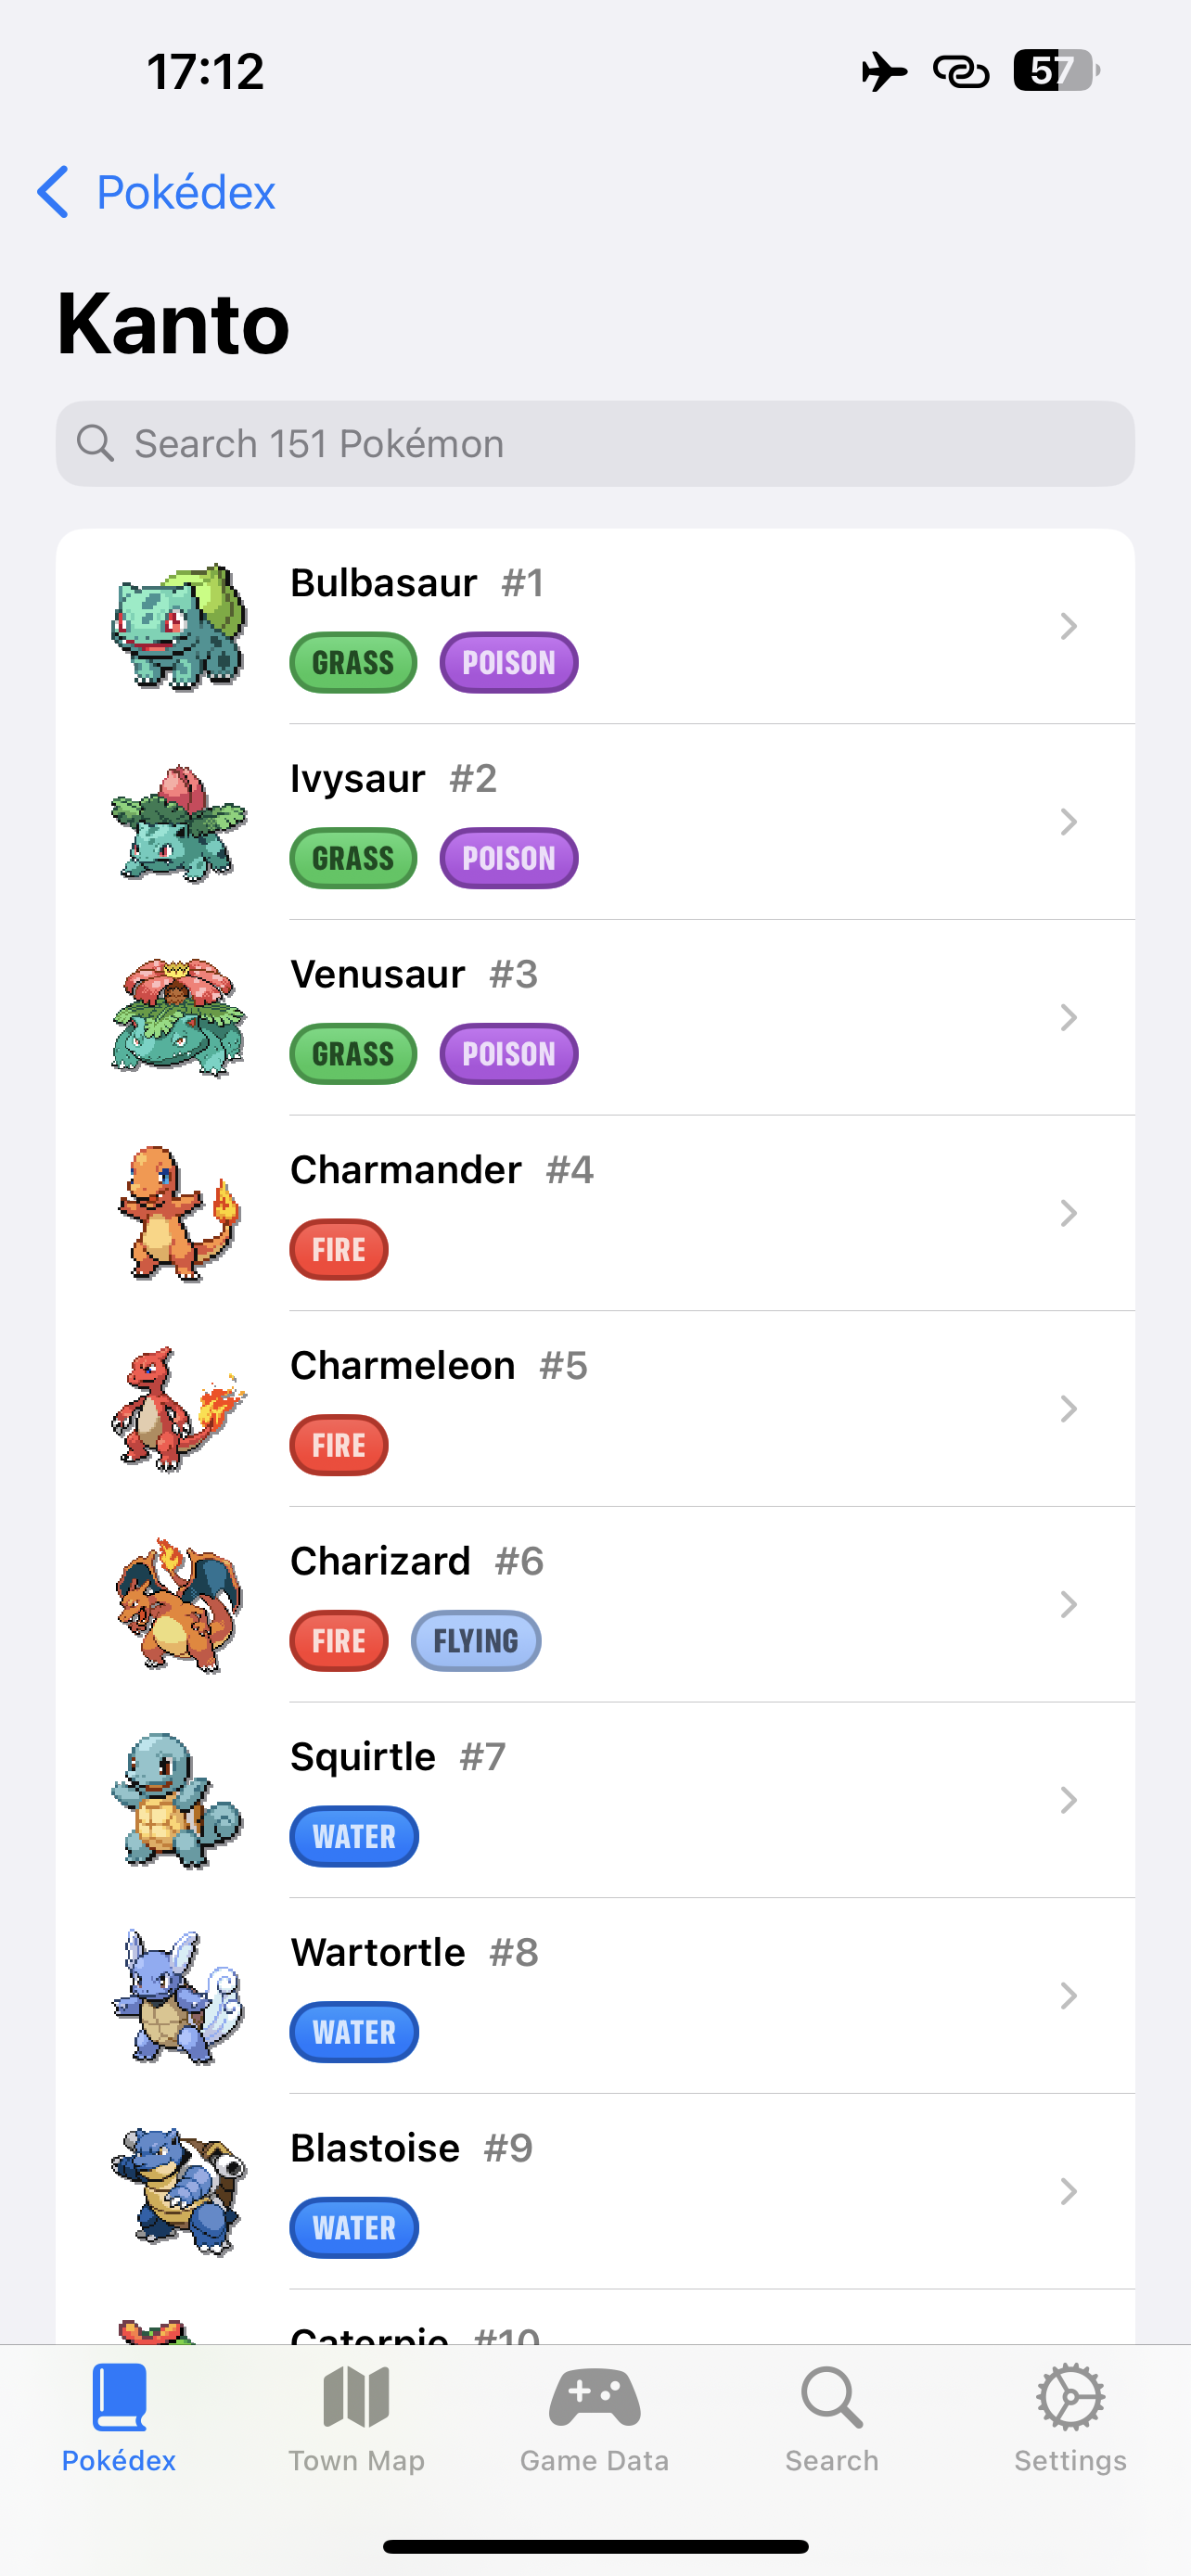 17:12
57
Pokédex
Kanto
Search 151 Pokémon
Bulbasaur #1
GRASS POISON
Ivysaur #2
GRASS POISON
Venusaur #3
GRASS POISON
Charmander #4
FIRE
Charmeleon #5
FIRE
Charizard #6
FIRE FLYING
Squirtle #7
WATER
Wartortle #8
WATER
Blastoise #9
WATER
Caterpie #10
Pokédex Town Map Game Data Search Settings